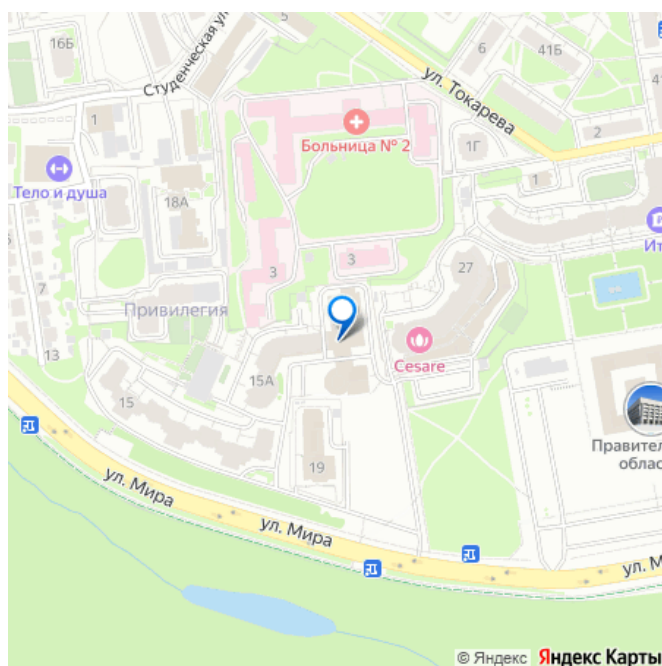 16Б
Студенческая ул
5
6
41Б
ул. Токарева
1
Больница № 2
1Г
2
Тело и душа
18А
1
3
3
27
Ит
7
Привилегия
13
Cesare
15А
15
19
Правител
облас
ул. Мира
ул. Мира
ул. М
© Яндекс Яндекс Карты